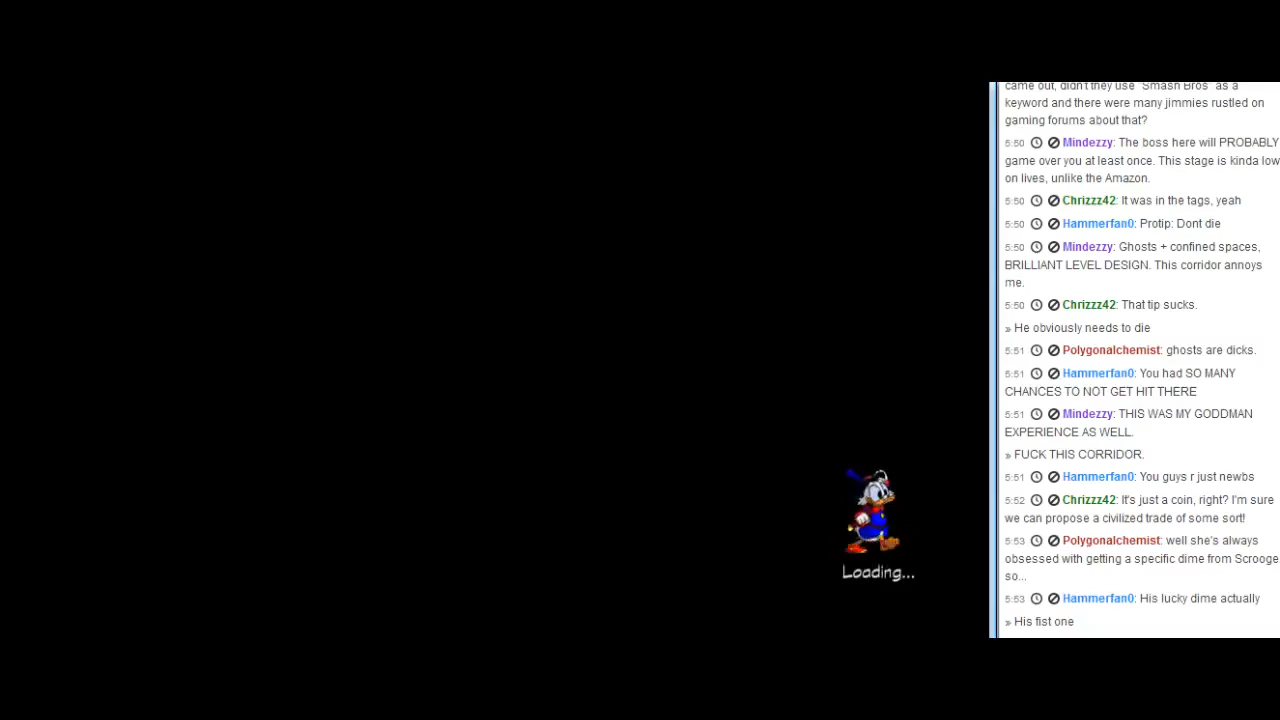 came out, didn't they use "Smash Bros" as a
keyword and there were many jimmies rustled on
gaming forums about that?
5:50 Mindezzy: The boss here will PROBABLY
game over you at least once. This stage is kinda low
on lives, unlike the Amazon.
5:50 Chrizzz42: It was in the tags, yeah
5:50 Hammerfan0: Protip: Dont die
5:50 Mindezzy: Ghosts + confined spaces,
BRILLIANT LEVEL DESIGN. This corridor annoys
me.
5:50 Chrizzz42: That tip sucks.
» He obviously needs to die
5:51 Polygonalchemist: ghosts are dicks.
5:51 Hammerfan0: You had SO MANY
CHANCES TO NOT GET HIT THERE
5:51 Mindezzy: THIS WAS MY GODDMAN
EXPERIENCE AS WELL.
» FUCK THIS CORRIDOR.
5:51 Hammerfan0: You guys r just newbs
5:52 Chrizzz42: It's just a coin, right? I'm sure
we can propose a civilized trade of some sort!
5:53 Polygonalchemist: well she's always
obsessed with getting a specific dime from Scrooge
so...
5:53 Hammerfan0: His lucky dime actually
» His fist one
Loading...